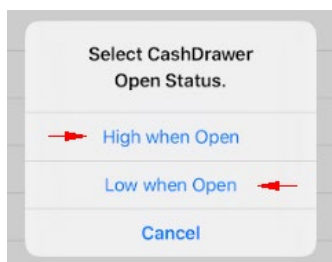 Select CashDrawer
Open Status.
High when Open
Low when Open
Cancel